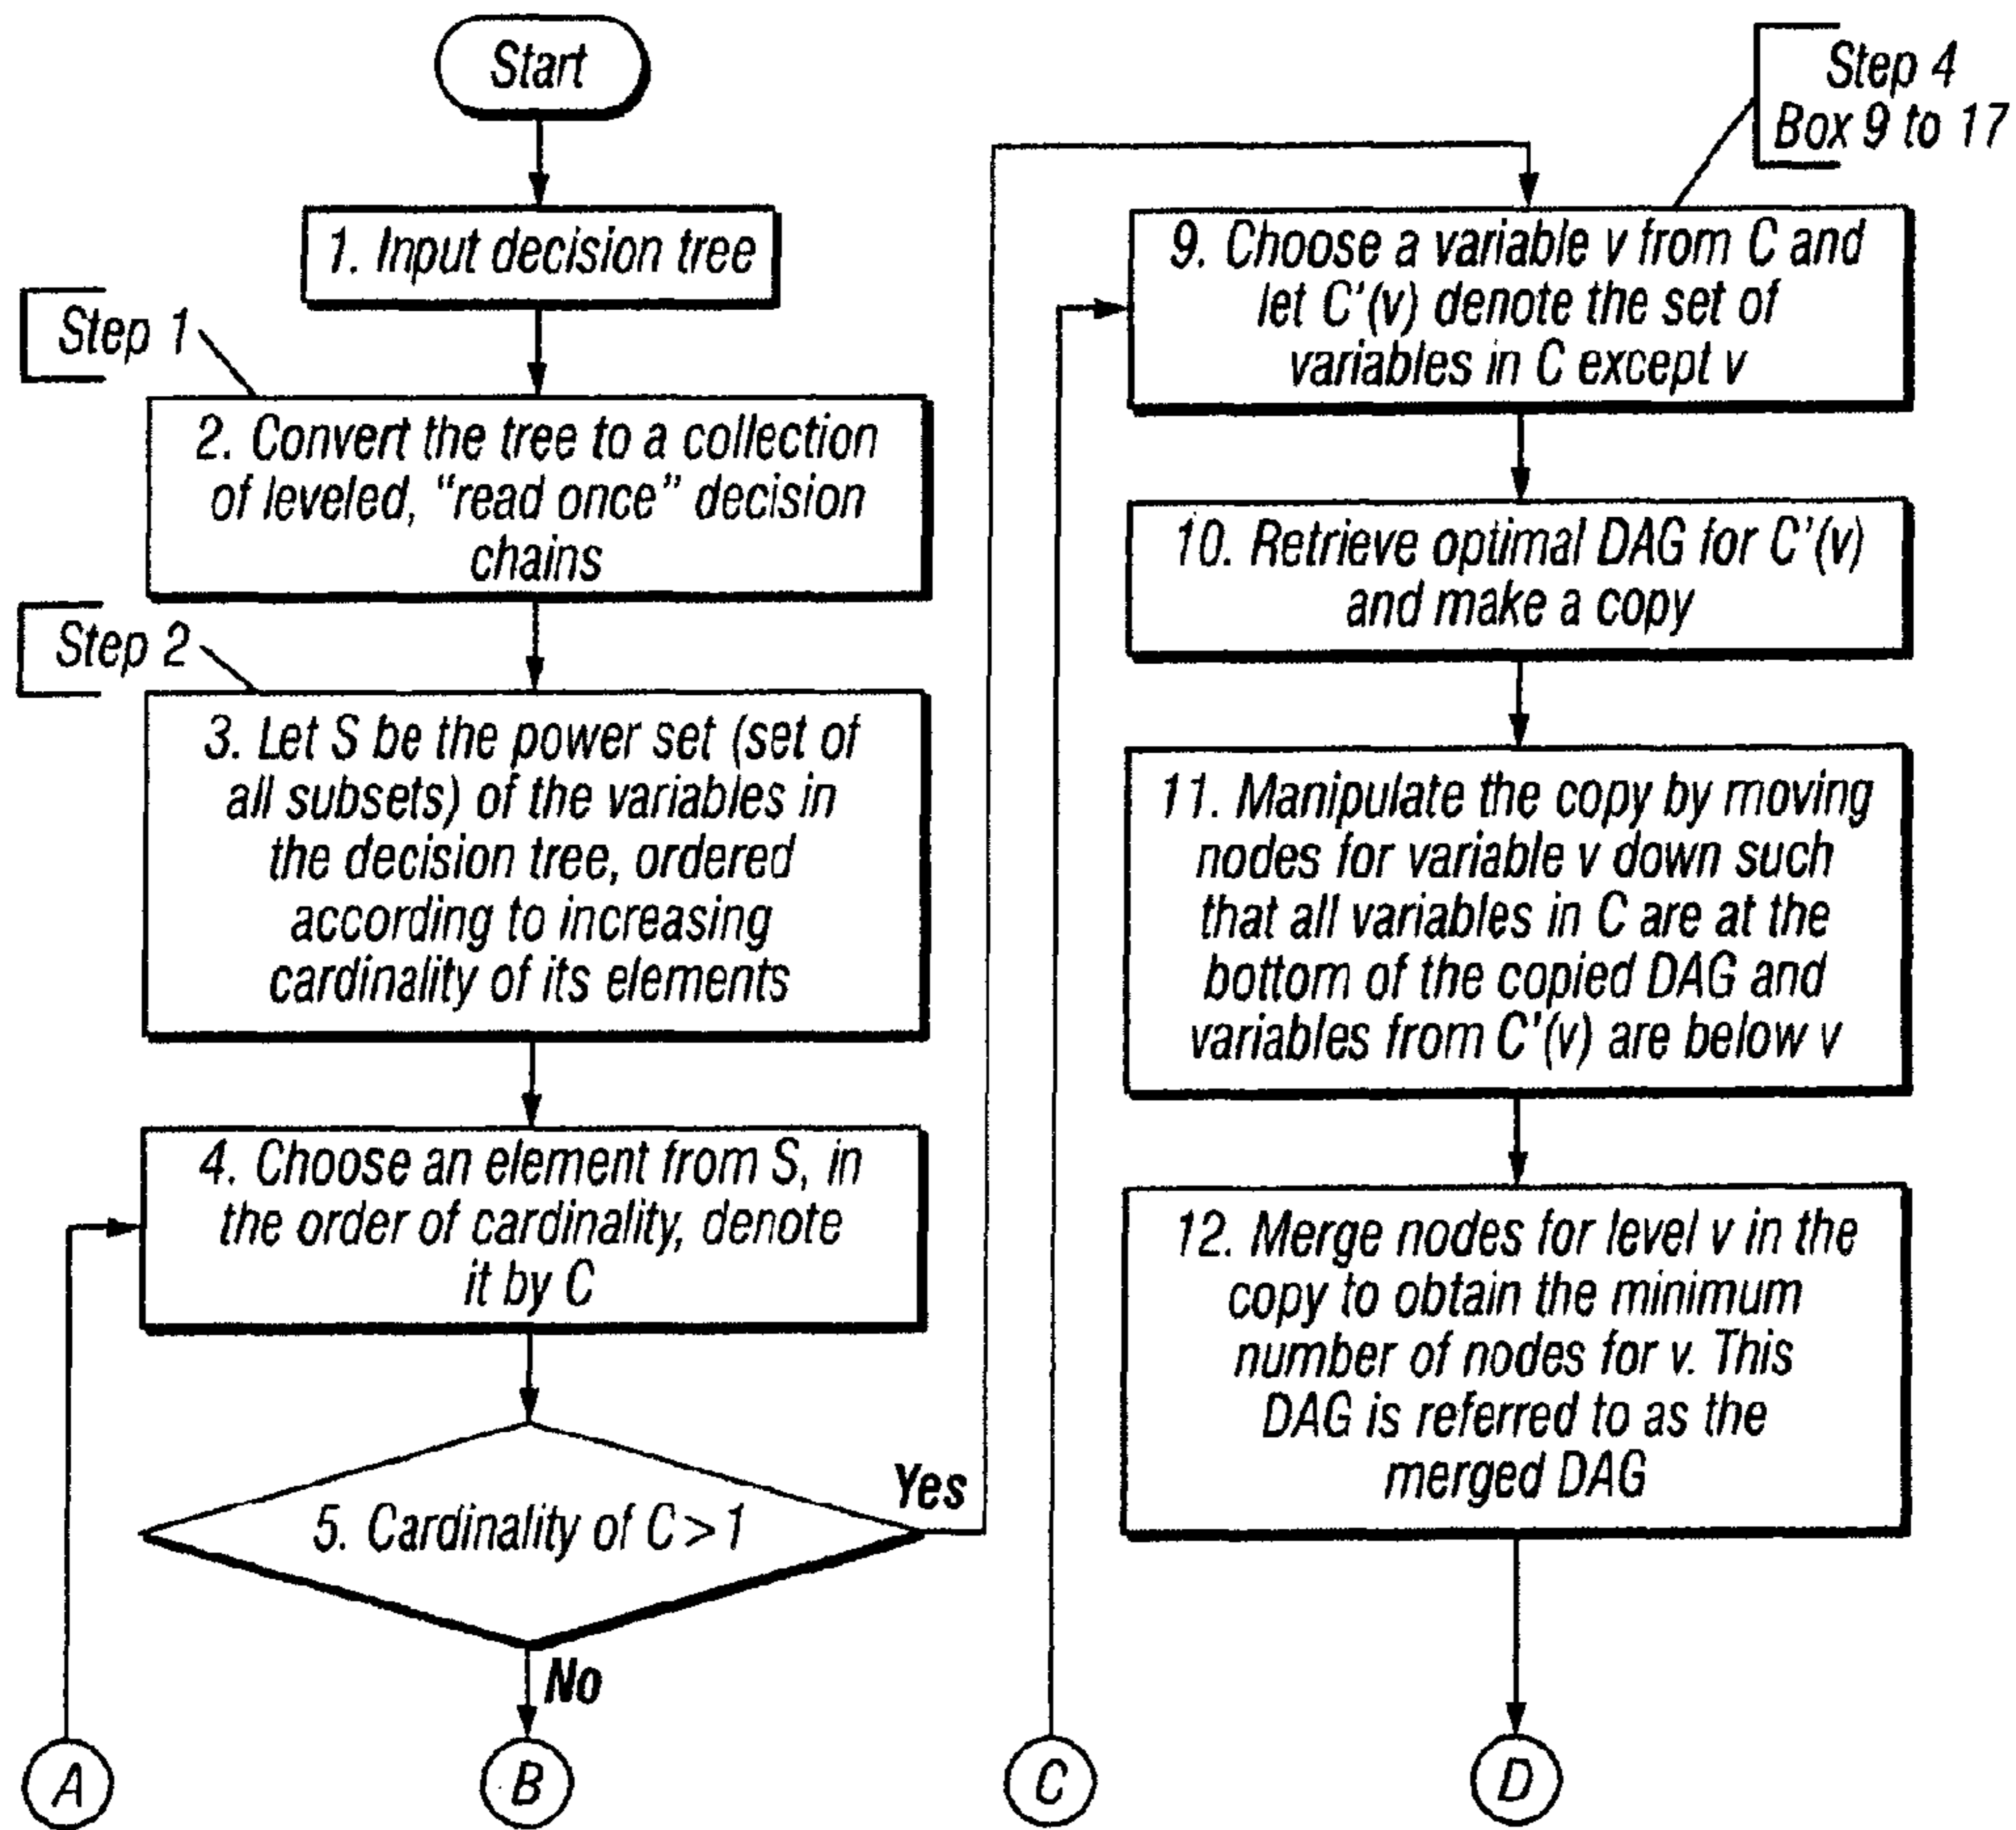 Start
1. Input decision tree
Step 1
2. Convert the tree to a collection
of leveled, “read once” decision
chains
Step 2
3. Let S be the power set (set of
all subsets) of the variables in
the decision tree, ordered
according to increasing
cardinality of its elements
4. Choose an element from S, in
the order of cardinality, denote
it by C
5. Cardinality of C > 1
Yes
No
A
B
Step 4
Box 9 to 17
9. Choose a variable v from C and
let C’(v) denote the set of
variables in C except v
10. Retrieve optimal DAG for C’(v)
and make a copy
11. Manipulate the copy by moving
nodes for variable v down such
that all variables in C are at the
bottom of the copied DAG and
variables from C’(v) are below v
12. Merge nodes for level v in the
copy to obtain the minimum
number of nodes for v. This
DAG is referred to as the
merged DAG
C
D